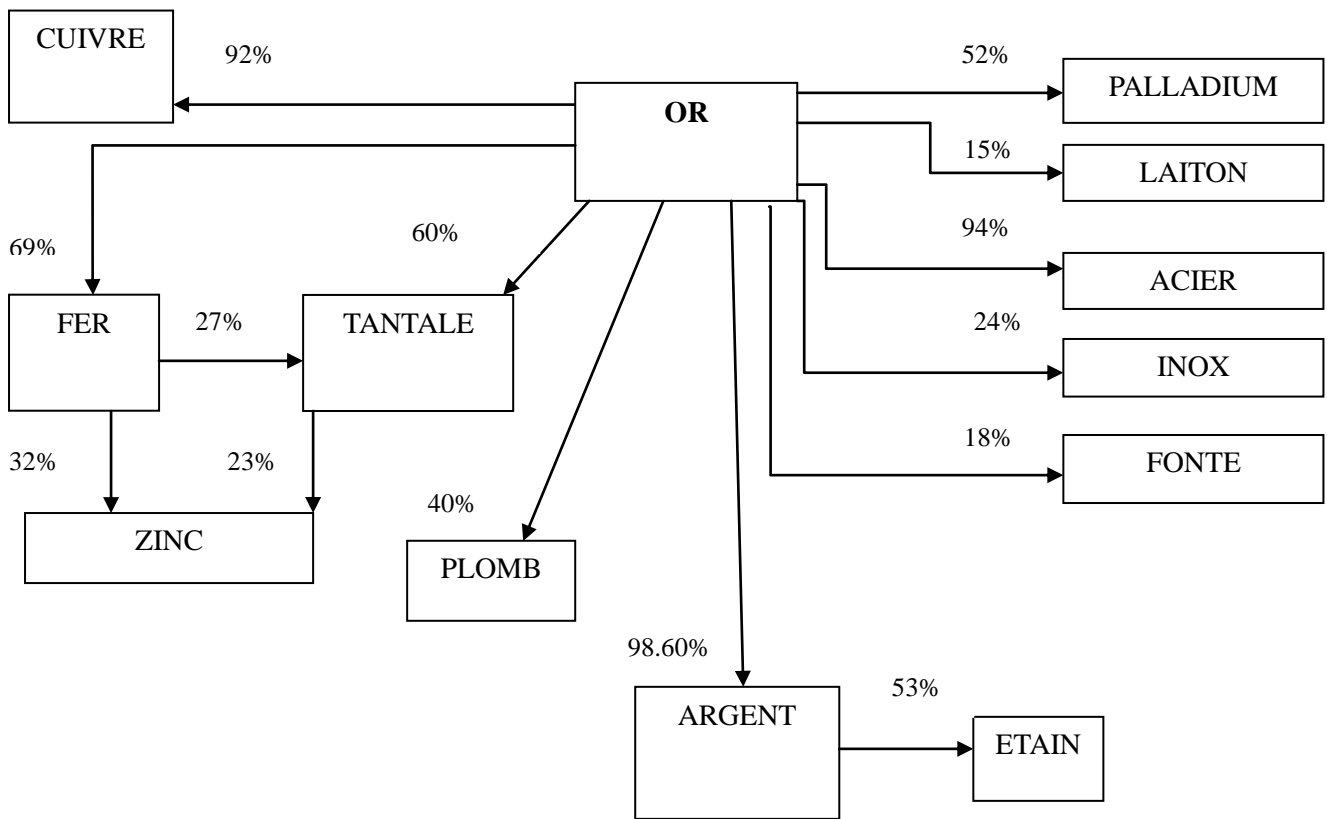 CUIVRE
92%
52%
OR
PALLADIUM
15%
LAITON
69%
60%
94%
ACIER
FER
27%
TANTALE
24%
INOX
32%
23%
18%
FONTE
ZINC
40%
PLOMB
98.60%
53%
ARGENT
ETAIN